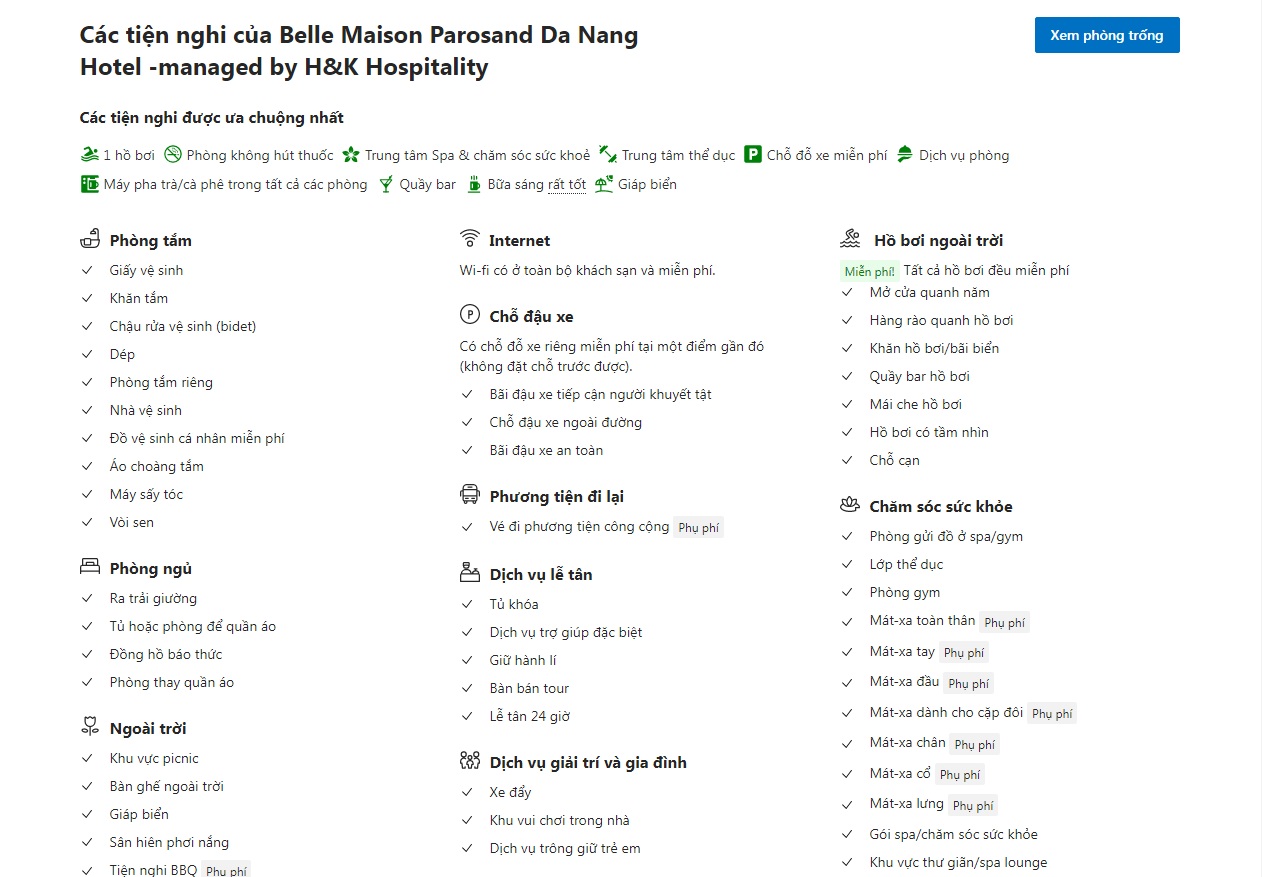 Các tiện nghi của Belle Maison Parosand Da Nang
Hotel -managed by H&K Hospitality
Xem phòng trống
Các tiện nghi được ưa chuộng nhất
1 hồ bơi Phòng không hút thuốc Trung tâm Spa & chăm sóc sức khoẻ Trung tâm thể dục P Chỗ đỗ xe miễn phí Dịch vụ phòng
Máy pha trà/cà phê trong tất cả các phòng Quầy bar Bữa sáng rất tốt Giáp biển
Phòng tắm
Giấy vệ sinh
Khăn tắm
Chậu rửa vệ sinh (bidet)
Dép
Phòng tắm riêng
Nhà vệ sinh
Đồ vệ sinh cá nhân miễn phí
Áo choàng tắm
Máy sấy tóc
Vòi sen
Phòng ngủ
Ra trải giường
Tủ hoặc phòng để quần áo
Đồng hồ báo thức
Phòng thay quần áo
Ngoài trời
Khu vực picnic
Bàn ghế ngoài trời
Giáp biển
Sân hiên phơi nắng
Tiện nghi BBQ Phụ phí
Internet
Wi-fi có ở toàn bộ khách sạn và miễn phí.
P Chỗ đậu xe
Có chỗ đỗ xe riêng miễn phí tại một điểm gần đó
(không đặt chỗ trước được).
Bãi đậu xe tiếp cận người khuyết tật
Chỗ đậu xe ngoài đường
Bãi đậu xe an toàn
Phương tiện đi lại
Vé đi phương tiện công cộng Phụ phí
Dịch vụ lễ tân
Tủ khóa
Dịch vụ trợ giúp đặc biệt
Giữ hành lí
Bàn bán tour
Lễ tân 24 giờ
Dịch vụ giải trí và gia đình
Xe đẩy
Khu vui chơi trong nhà
Dịch vụ trông giữ trẻ em
Hồ bơi ngoài trời
Miễn phí! Tất cả hồ bơi đều miễn phí
Mở cửa quanh năm
Hàng rào quanh hồ bơi
Khăn hồ bơi/bãi biển
Quầy bar hồ bơi
Mái che hồ bơi
Hồ bơi có tầm nhìn
Chỗ cạn
Chăm sóc sức khỏe
Phòng gửi đồ ở spa/gym
Lớp thể dục
Phòng gym
Mát-xa toàn thân Phụ phí
Mát-xa tay Phụ phí
Mát-xa đầu Phụ phí
Mát-xa dành cho cặp đôi Phụ phí
Mát-xa chân Phụ phí
Mát-xa cổ Phụ phí
Mát-xa lưng Phụ phí
Gói spa/chăm sóc sức khỏe
Khu vực thư giãn/spa lounge